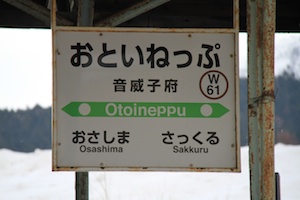 おといねっぷ
音威子府
W
61
Otoineppu
おさしま さっくる
Osashima Sakkuru